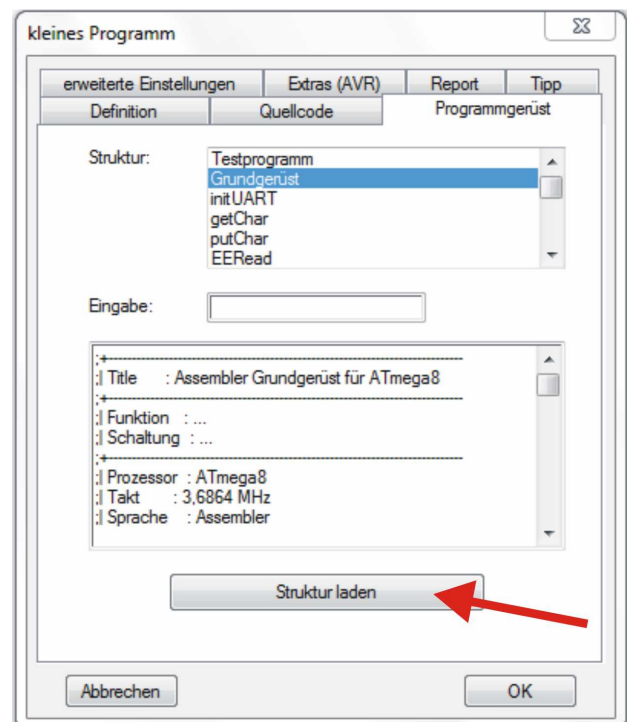 kleines Programm
erweiterte Einstellungen Extras (AVR) Report Tipp
Definition Quellcode Programmgerüst
Struktur:
Testprogramm
Grundgerüst
initUART
getChar
putChar
EERead
Eingabe:
;+----------------------------------------------------------------------
;| Title : Assembler Grundgerüst für ATmega8
;+----------------------------------------------------------------------
;| Funktion : ...
;| Schaltung : ...
;+----------------------------------------------------------------------
;| Prozessor : ATmega8
;| Takt : 3,6864 MHz
;| Sprache : Assembler
Struktur laden
Abbrechen OK